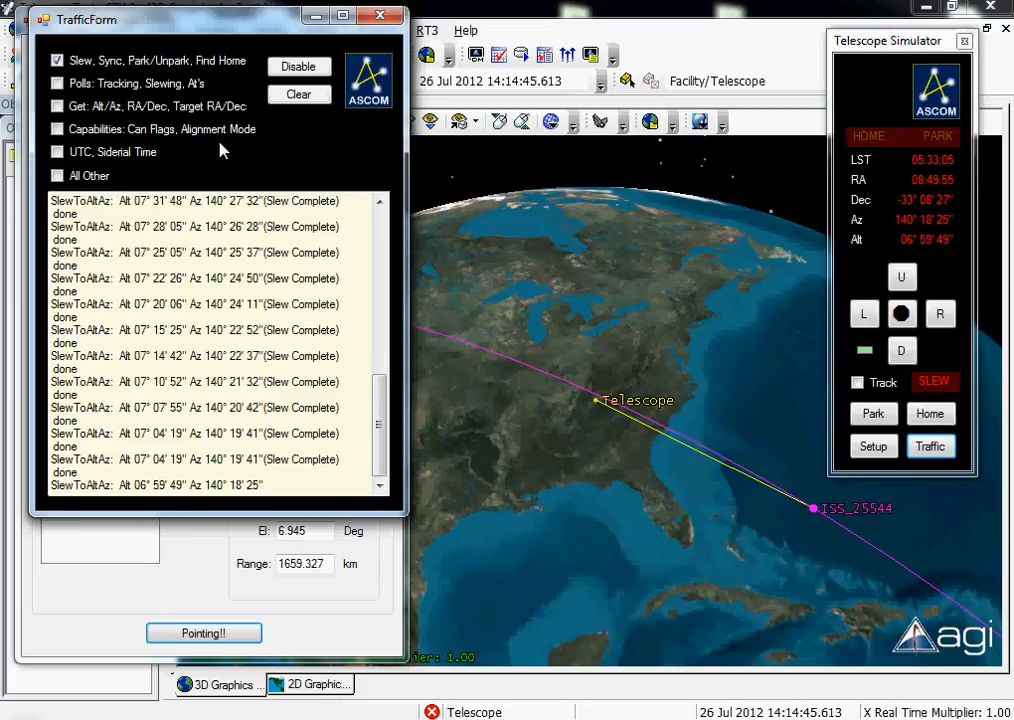 TrafficForm
Slew, Sync, Park/Unpark, Find Home
Disable
Polls: Tracking, Slewing, At's
Clear
Get: Alt/Az, RA/Dec, Target RA/Dec
ASCOM
Capabilities: Can Flags, Alignment Mode
UTC, Siderial Time
All Other
SlewToAltAz: Alt 07° 31' 48" Az 140° 27' 32"(Slew Complete)
done
SlewToAltAz: Alt 07° 28' 05" Az 140° 26' 28"(Slew Complete)
done
SlewToAltAz: Alt 07° 25' 05" Az 140° 25' 37"(Slew Complete)
done
SlewToAltAz: Alt 07° 22' 26" Az 140° 24' 50"(Slew Complete)
done
SlewToAltAz: Alt 07° 20' 06" Az 140° 24' 11"(Slew Complete)
done
SlewToAltAz: Alt 07° 15' 25" Az 140° 22' 52"(Slew Complete)
done
SlewToAltAz: Alt 07° 14' 42" Az 140° 22' 37"(Slew Complete)
done
SlewToAltAz: Alt 07° 10' 52" Az 140° 21' 32"(Slew Complete)
done
SlewToAltAz: Alt 07° 07' 55" Az 140° 20' 42"(Slew Complete)
done
SlewToAltAz: Alt 07° 04' 19" Az 140° 19' 41"(Slew Complete)
done
SlewToAltAz: Alt 07° 04' 19" Az 140° 19' 41"(Slew Complete)
done
SlewToAltAz: Alt 06° 59' 49" Az 140° 18' 25"
El: 6.945 Deg
Range: 1659.327 km
Pointing!!
RT3 Help
26 Jul 2012 14:14:45.613
Facility/Telescope
Telescope
ISS_25544
agi
ier: 1.00
3D Graphics ...
2D Graphic...
Telescope
26 Jul 2012 14:14:45.613
X Real Time Multiplier: 1.00
Telescope Simulator
ASCOM
HOME PARK
LST 05:33:05
RA 08:49:55
Dec -33° 08' 27"
Az 140° 18' 25"
Alt 06° 59' 49"
U
L
R
D
Track
SLEW
Park
Home
Setup
Traffic